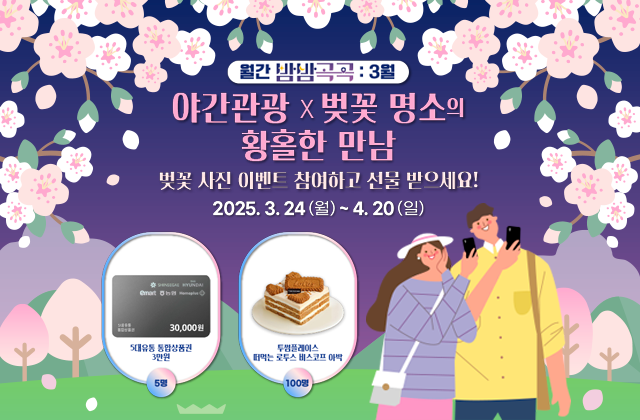 월간 밤밤곡곡 : 3월
야간관광 X 벚꽃 명소의
황홀한 만남
벚꽃 사진 이벤트 참여하고 선물 받으세요!
2025. 3. 24 (월) ~ 4. 20 (일)
SHINSEGAE
HYUNDAI
emart
농협
Homeplus
30,000원
5대유통 통합상품권
3만원
5명
투썸플레이스
떠먹는 로투스 비스코프 아박
100명